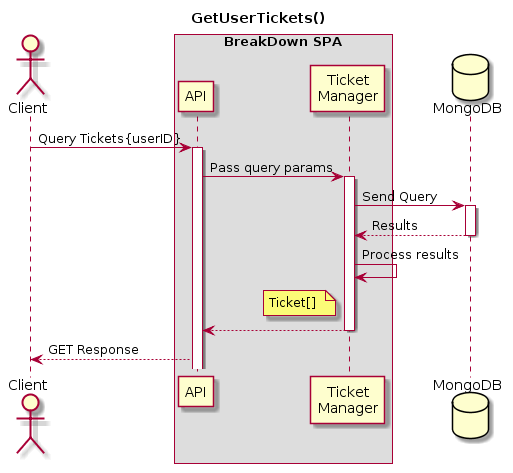 GetUserTickets()
BreakDown SPA
Client
API
Ticket
Manager
MongoDB
Query Tickets{userID}
Pass query params
Send Query
Results
Process results
Ticket[]
GET Response
Client
API
Ticket
Manager
MongoDB